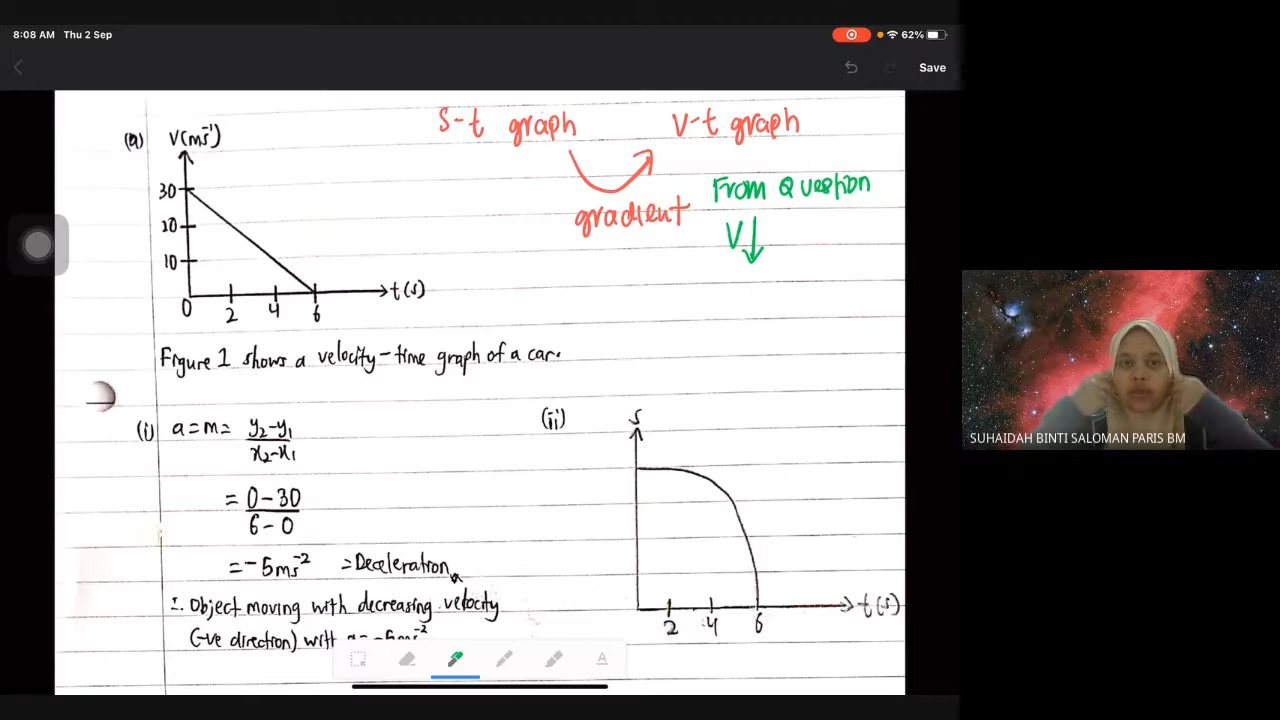 8:08 AM Thu 2 Sep
62%
Save
S-t graph
V-t graph
gradient
From Question
V↓
(a)
V(ms⁻¹)
30
10
10
0
2
4
6
t(s)
Figure 1 shows a velocity-time graph of a car.
(i) a=m= y₂-y₁
x₂-x₁
= 0-30
6-0
= -5ms⁻² = Deceleration
I. Object moving with decreasing velocity
(-ve direction) with
(ii)
S
2
4
6
t(s)
SUHAIDAH BINTI SALOMAN PARIS BM
A